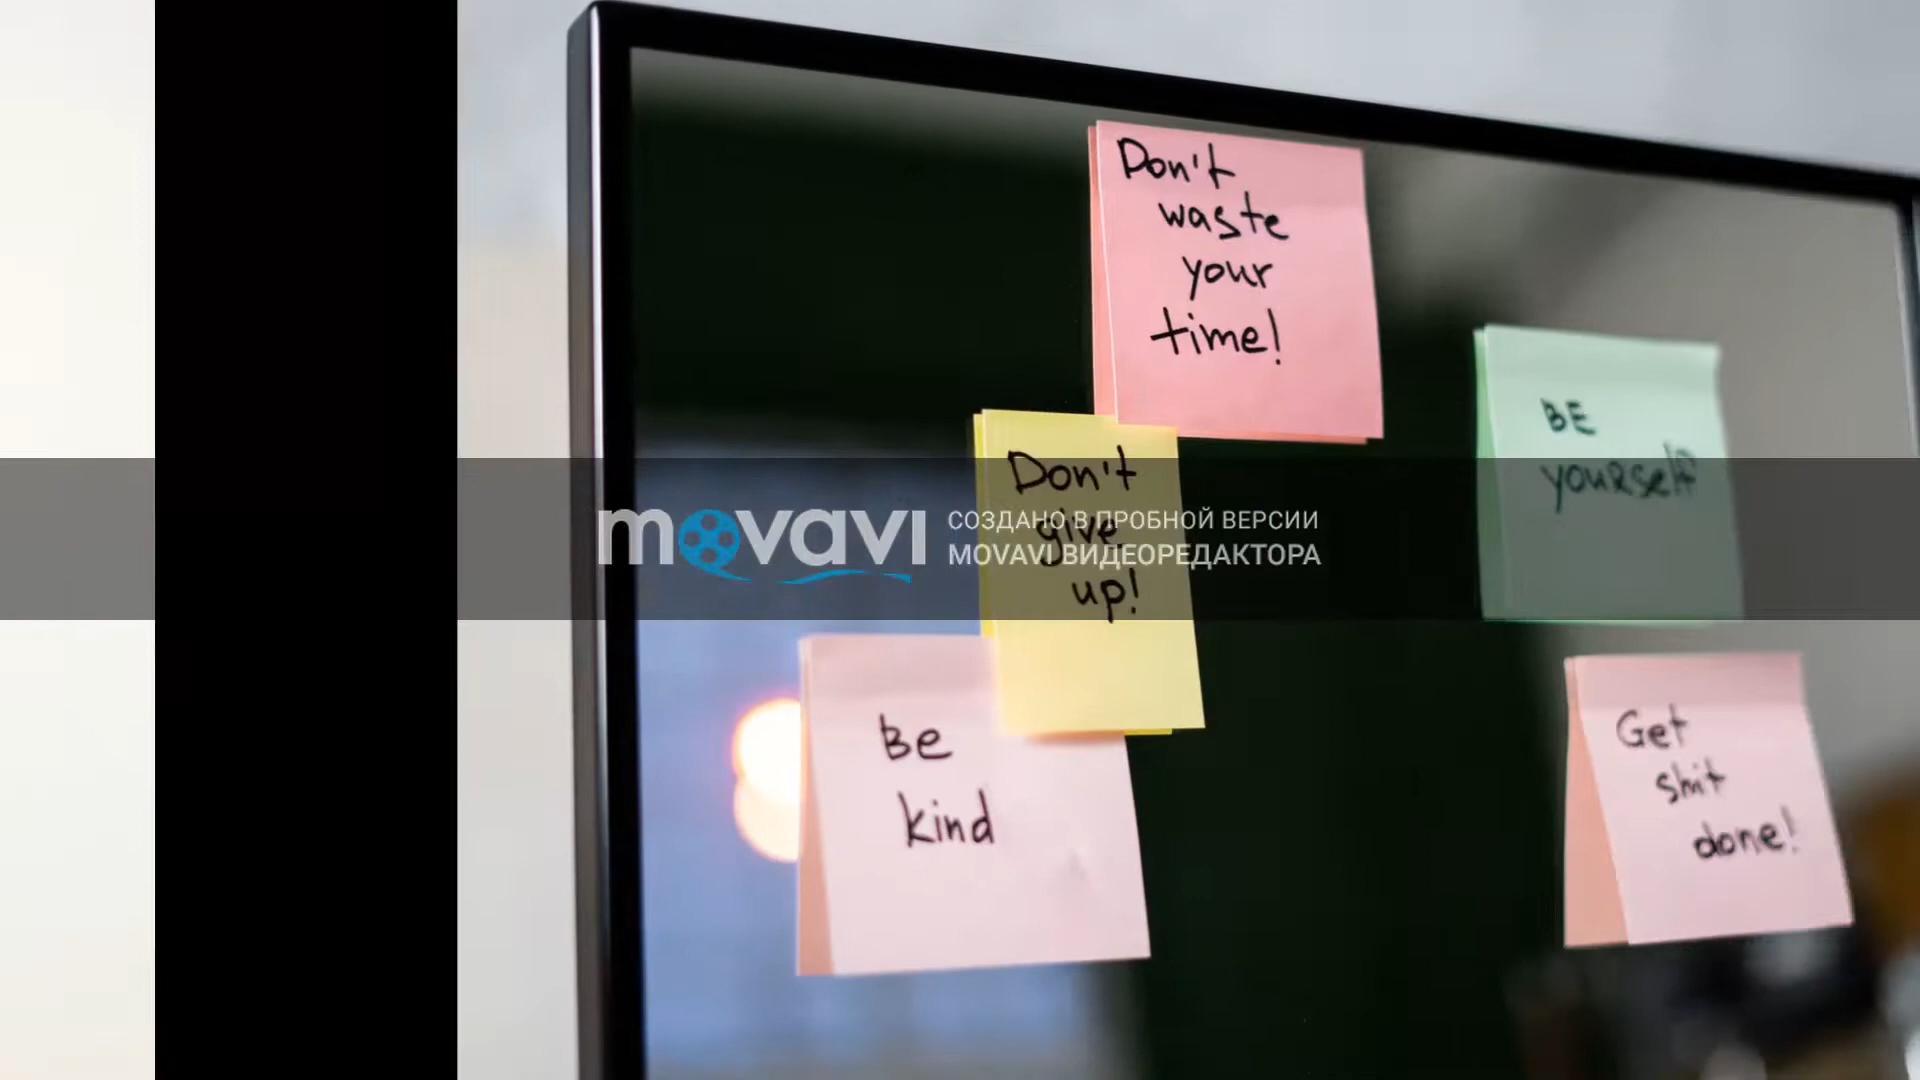 Don't
waste
your
time!
BE
yourself
Don't
give
up!
movavi
СОЗДАНО В ПРОБНОЙ ВЕРСИИ
MOVAVI ВИДЕОРЕДАКТОРА
Be
kind
Get
shit
done!